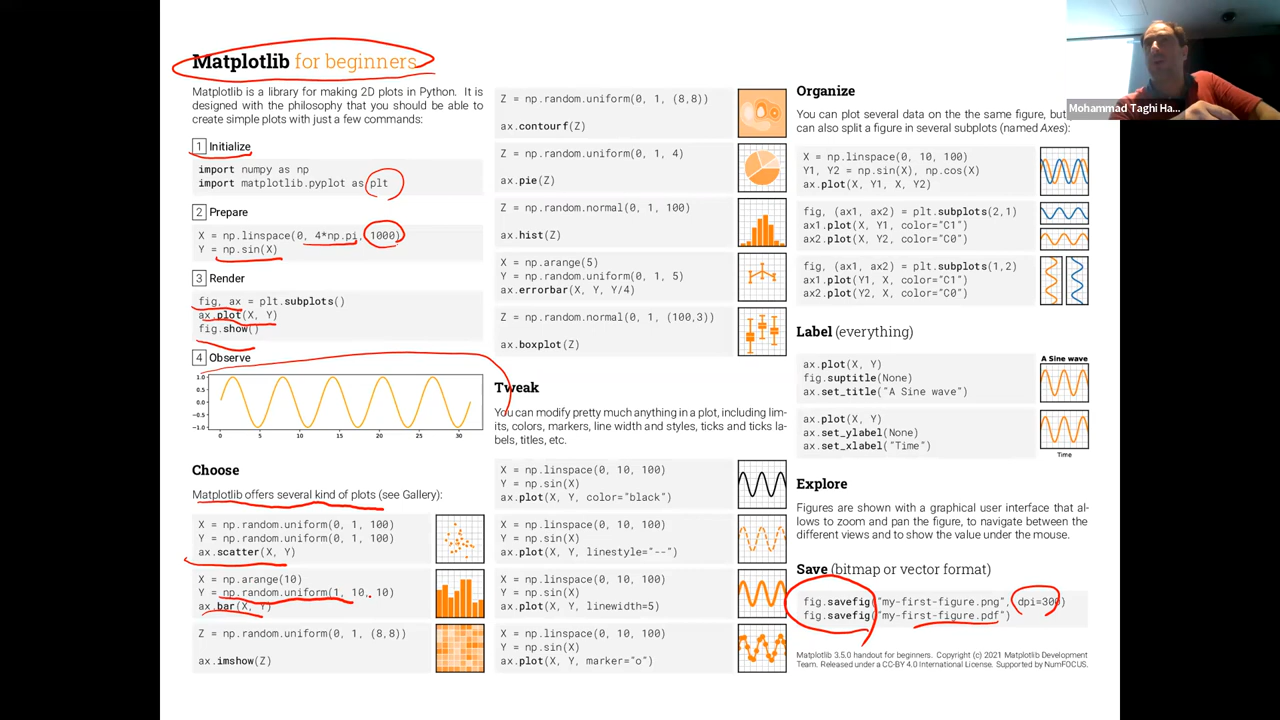 Matplotlib for beginners
Matplotlib is a library for making 2D plots in Python. It is
designed with the philosophy that you should be able to
create simple plots with just a few commands:
1 Initialize
import numpy as np
import matplotlib.pyplot as plt
2 Prepare
X = np.linspace(0, 4*np.pi, 1000)
Y = np.sin(X)
3 Render
fig, ax = plt.subplots()
ax.plot(X, Y)
fig.show()
4 Observe
1.0
0.5
0.0
−0.5
−1.0
0 5 10 15 20 25 30
Choose
Matplotlib offers several kind of plots (see Gallery):
X = np.random.uniform(0, 1, 100)
Y = np.random.uniform(0, 1, 100)
ax.scatter(X, Y)
X = np.arange(10)
Y = np.random.uniform(1, 10, 10)
ax.bar(X, Y)
Z = np.random.uniform(0, 1, (8,8))
ax.imshow(Z)
Z = np.random.uniform(0, 1, (8,8))
ax.contourf(Z)
Z = np.random.uniform(0, 1, 4)
ax.pie(Z)
Z = np.random.normal(0, 1, 100)
ax.hist(Z)
X = np.arange(5)
Y = np.random.uniform(0, 1, 5)
ax.errorbar(X, Y, Y/4)
Z = np.random.normal(0, 1, (100,3))
ax.boxplot(Z)
Tweak
You can modify pretty much anything in a plot, including lim-
its, colors, markers, line width and styles, ticks and ticks la-
bels, titles, etc.
X = np.linspace(0, 10, 100)
Y = np.sin(X)
ax.plot(X, Y, color="black")
X = np.linspace(0, 10, 100)
Y = np.sin(X)
ax.plot(X, Y, linestyle="--")
X = np.linspace(0, 10, 100)
Y = np.sin(X)
ax.plot(X, Y, linewidth=5)
X = np.linspace(0, 10, 100)
Y = np.sin(X)
ax.plot(X, Y, marker="o")
Organize
You can plot several data on the the same figure, but
can also split a figure in several subplots (named Axes):
X = np.linspace(0, 10, 100)
Y1, Y2 = np.sin(X), np.cos(X)
ax.plot(X, Y1, X, Y2)
fig, (ax1, ax2) = plt.subplots(2,1)
ax1.plot(X, Y1, color="C1")
ax2.plot(X, Y2, color="C0")
fig, (ax1, ax2) = plt.subplots(1,2)
ax1.plot(Y1, X, color="C1")
ax2.plot(Y2, X, color="C0")
Label (everything)
ax.plot(X, Y)
fig.suptitle(None)
ax.set_title("A Sine wave")
A Sine wave
ax.plot(X, Y)
ax.set_ylabel(None)
ax.set_xlabel("Time")
Time
Explore
Figures are shown with a graphical user interface that al-
lows to zoom and pan the figure, to navigate between the
different views and to show the value under the mouse.
Save (bitmap or vector format)
fig.savefig("my-first-figure.png", dpi=300)
fig.savefig("my-first-figure.pdf")
Matplotlib 3.5.0 handout for beginners. Copyright (c) 2021 Matplotlib Development
Team. Released under a CC-BY 4.0 International License. Supported by NumFOCUS.
Mohammad Taghi Ha...